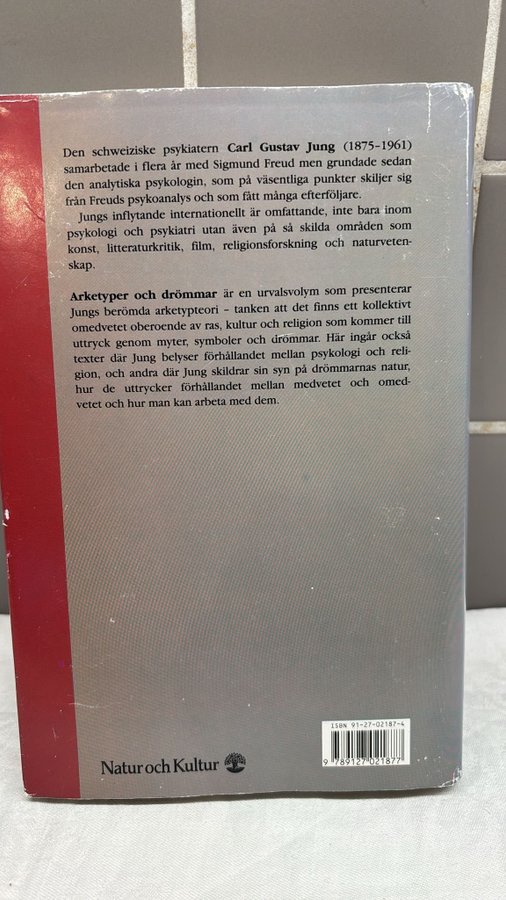 Den schweiziske psykiatern Carl Gustav Jung (1875–1961)
samarbetade i flera år med Sigmund Freud men grundade sedan
den analytiska psykologin, som på väsentliga punkter skiljer sig
från Freuds psykoanalys och som fått många efterföljare.
Jungs inflytande internationellt är omfattande, inte bara inom
psykologi och psykiatri utan även på så skilda områden som
konst, litteraturkritik, film, religionsforskning och naturveten-
skap.
Arketyper och drömmar är en urvalsvolym som presenterar
Jungs berömda arketypteori – tanken att det finns ett kollektivt
omedvetet oberoende av ras, kultur och religion som kommer till
uttryck genom myter, symboler och drömmar. Här ingår också
texter där Jung belyser förhållandet mellan psykologi och reli-
gion, och andra där Jung skildrar sin syn på drömmarnas natur,
hur de uttrycker förhållandet mellan medvetet och omed-
vetet och hur man kan arbeta med dem.
ISBN 91-27-02187-4
9 789127 021877
Natur och Kultur